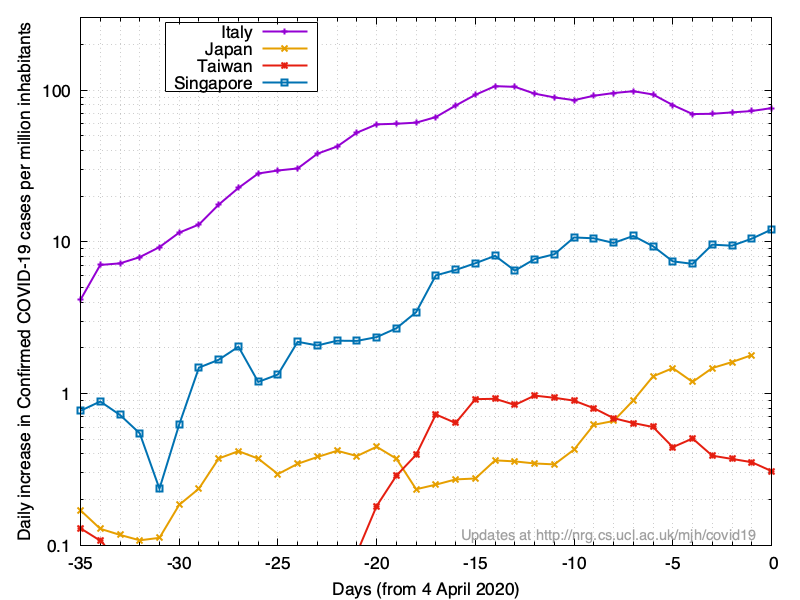 Daily increase in Confirmed COVID-19 cases per million inhabitants
Italy
Japan
Taiwan
Singapore
100
10
1
0.1
Updates at http://nrg.cs.ucl.ac.uk/mjh/covid19
-35 -30 -25 -20 -15 -10 -5 0
Days (from 4 April 2020)